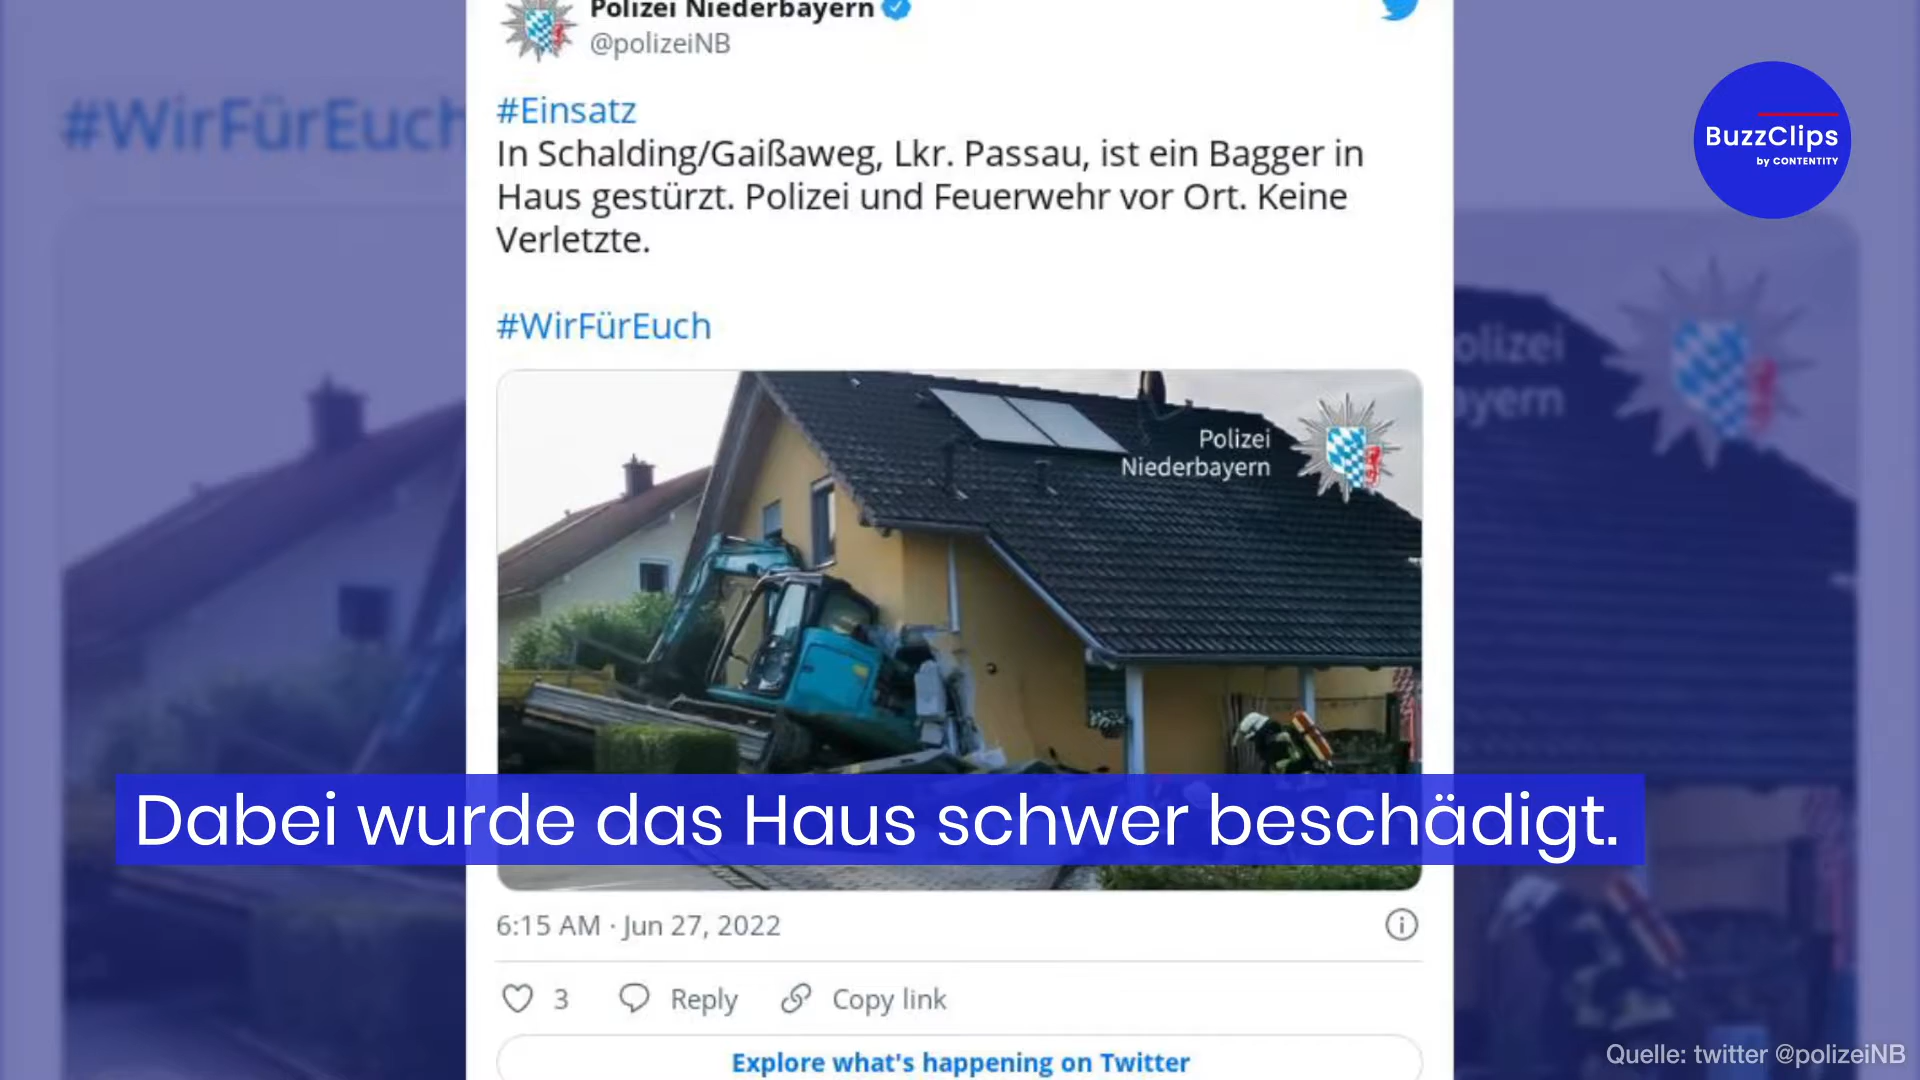 Polizei Niederbayern
@polizeiNB
#WirFürEuch
#Einsatz
In Schalding/Gaißaweg, Lkr. Passau, ist ein Bagger in
Haus gestürzt. Polizei und Feuerwehr vor Ort. Keine
Verletzte.
#WirFürEuch
BuzzClips
by CONTENTITY
Polizei
Niederbayern
olizei
ayern
Dabei wurde das Haus schwer beschädigt.
6:15 AM · Jun 27, 2022
3 Reply Copy link
Explore what's happening on Twitter
Quelle: twitter @polizeiNB